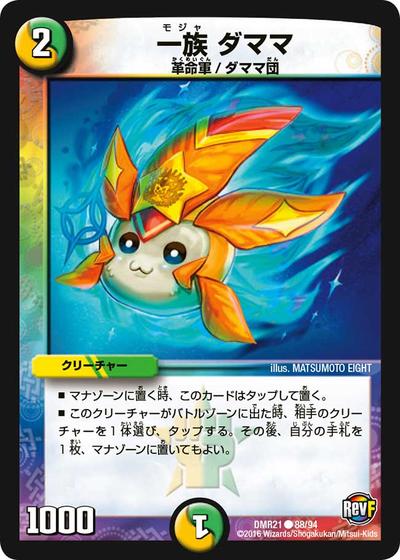 2
モジャ
一族 ダママ
かくめいぐん だん
革命軍 / ダママ団
クリーチャー
illus. MATSUMOTO EIGHT
■ マナゾーンに置く時、このカードはタップして置く。
■ このクリーチャーがバトルゾーンに出た時、相手のクリー
チャーを1体選び、タップする。その後、自分の手札を
1枚、マナゾーンに置いてもよい。
1000
1
DMR21 ● 88/94
©2016 Wizards/Shogakukan/Mitsui-Kids
RevF